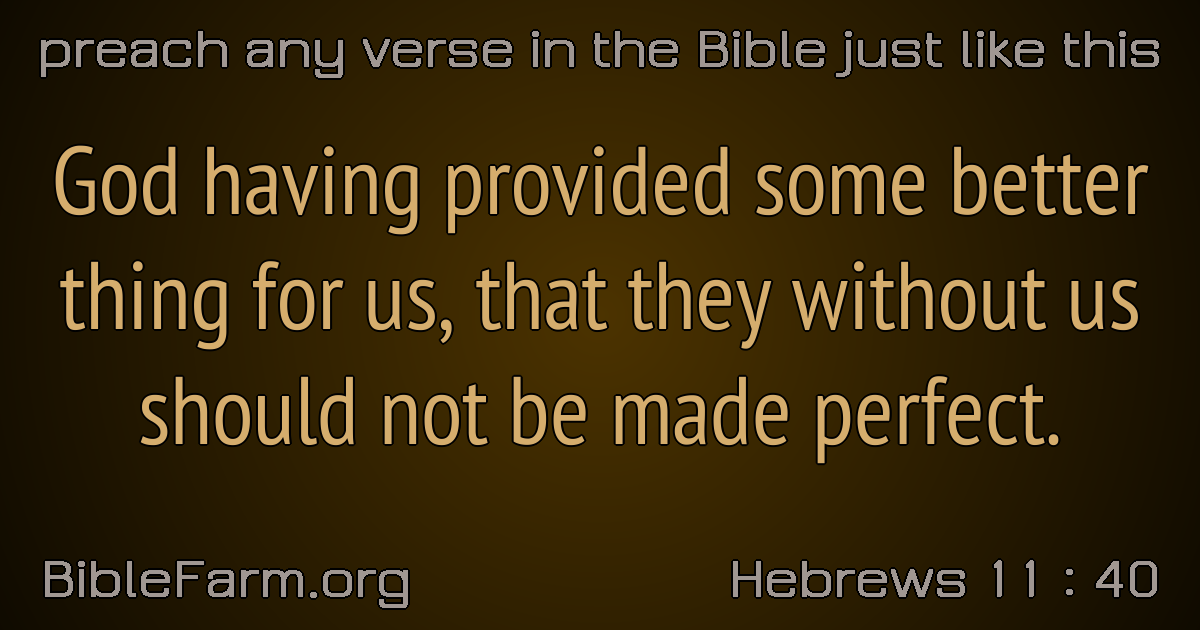 preach any verse in the Bible just like this
God having provided some better
thing for us, that they without us
should not be made perfect.
BibleFarm.org
Hebrews 11 : 40